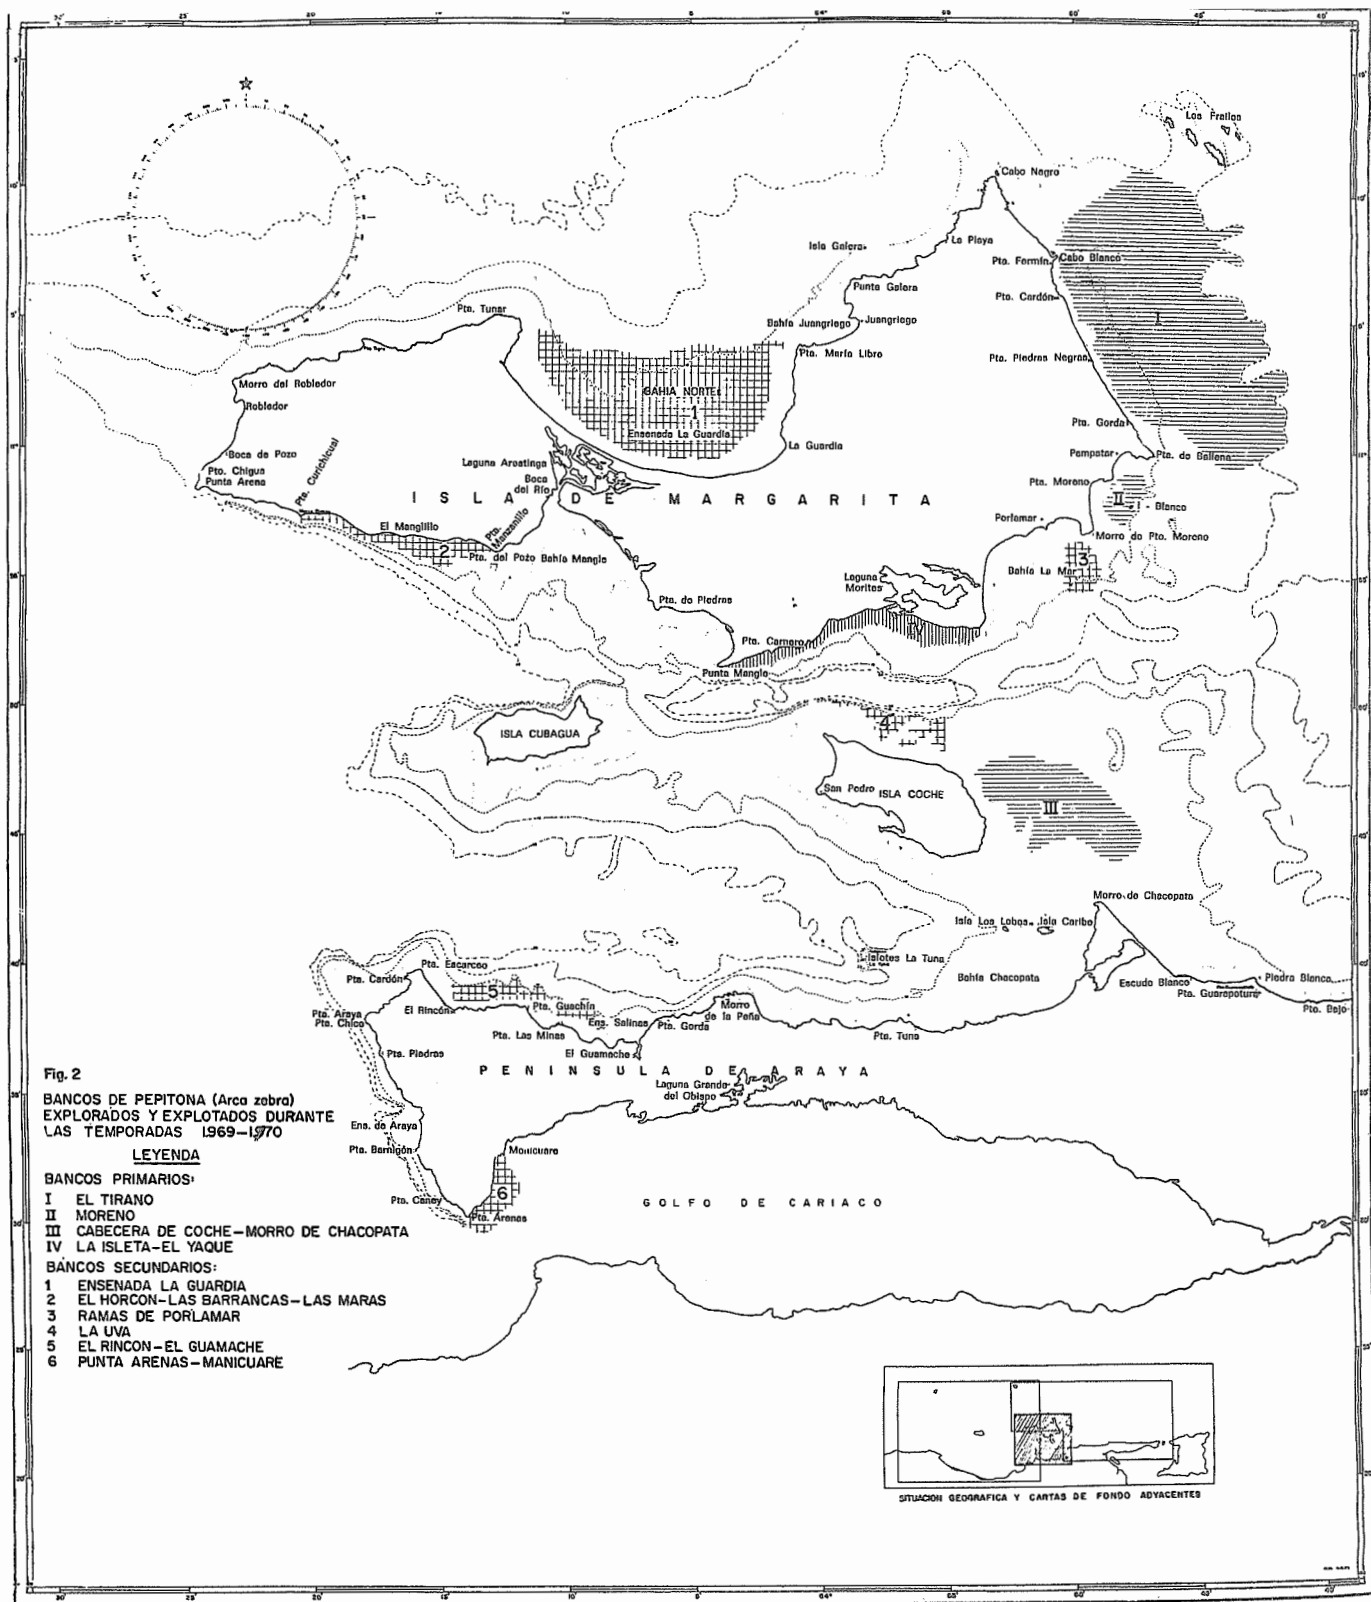 Los Frailes
Cabo Negro
La Playa
Isla Galera
Pta. Fermín
Cabo Blanco
Punta Galera
Pta. Cardón
Pta. Tunar
Bahía Juangriego
Juangriego
I
Pta. María Libre
Pta. Piedras Negras
Morro del Robledor
BAHIA NORTE
Robledor
1
Pta. Gorda
Ensenada La Guardia
La Guardia
Boca de Pozo
Pampatar
Pta. de Ballena
Laguna Arestinga
Pto. Chigua
Punta Arena
Pta. Curichicual
Boca
del Río
Pta. Moreno
ISLA DE MARGARITA
II
Blanco
Porlamar
El Manglillo
Pta.
Manzanillo
Morro de Pto. Moreno
2
Pta. del Pozo
Bahía Mangle
3
Bahía La Mar
Laguna
Morites
Pta. de Piedras
IV
Pta. Carnero
Punta Mangle
4
ISLA CUBAGUA
San Pedro
ISLA COCHE
III
Morro de Chacopata
Isla Los Lobos
Isla Caribe
Islotes La Tuna
Pta. Escarceo
Pta. Cardón
Bahía Chacopata
Escudo Blanco
Piedra Blanca
Pta. Guarapoturo
5
Pta. Guachín
Morro
de la Peña
Pta. Araya
Pta. Chica
El Rincón
Ens. Salinas
Pta. Gorda
Pta. Bajo
Pta. Las Minas
Pta. Tuna
El Guamache
Pta. Piedras
PENINSULA DE ARAYA
Laguna Grande
del Obispo
Fig. 2
BANCOS DE PEPITONA (Arca zebra)
EXPLORADOS Y EXPLOTADOS DURANTE
LAS TEMPORADAS 1969-1970
Ens. de Araya
Pta. Barrigón
Manicuare
LEYENDA
BANCOS PRIMARIOS:
I EL TIRANO
II MORENO
III CABECERA DE COCHE-MORRO DE CHACOPATA
IV LA ISLETA-EL YAQUE
6
Pta. Caney
Pta. Arenas
GOLFO DE CARIACO
BANCOS SECUNDARIOS:
1 ENSENADA LA GUARDIA
2 EL HORCON-LAS BARRANCAS-LAS MARAS
3 RAMAS DE PORLAMAR
4 LA UVA
5 EL RINCON-EL GUAMACHE
6 PUNTA ARENAS-MANICUARE
SITUACION GEOGRAFICA Y CARTAS DE FONDO ADYACENTES